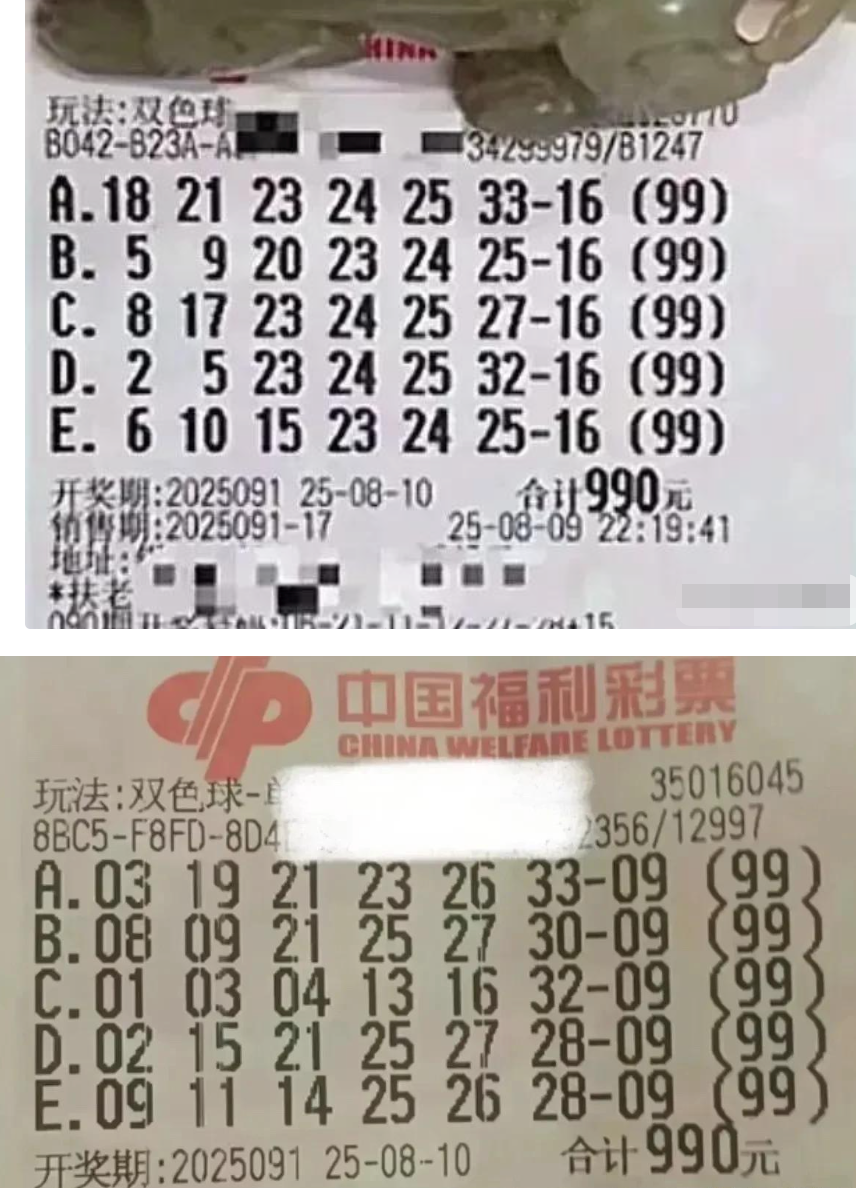 玩法:双色球
B042-B23A-A 34299979/B1247
A.18 21 23 24 25 33-16 (99)
B. 5 9 20 23 24 25-16 (99)
C. 8 17 23 24 25 27-16 (99)
D. 2 5 23 24 25 32-16 (99)
E. 6 10 15 23 24 25-16 (99)
开奖期:2025091 25-08-10 合计990元
销售期:2025091-17 25-08-09 22:19:41
地址:
*扶老
中国福利彩票
CHINA WELFARE LOTTERY
玩法:双色球- 35016045
8BC5-F8FD-8D4 2356/12997
A.03 19 21 23 26 33-09 (99)
B.08 09 21 25 27 30-09 (99)
C.01 03 04 13 16 32-09 (99)
D.02 15 21 25 27 28-09 (99)
E.09 11 14 25 26 28-09 (99)
开奖期:2025091 25-08-10 合计990元